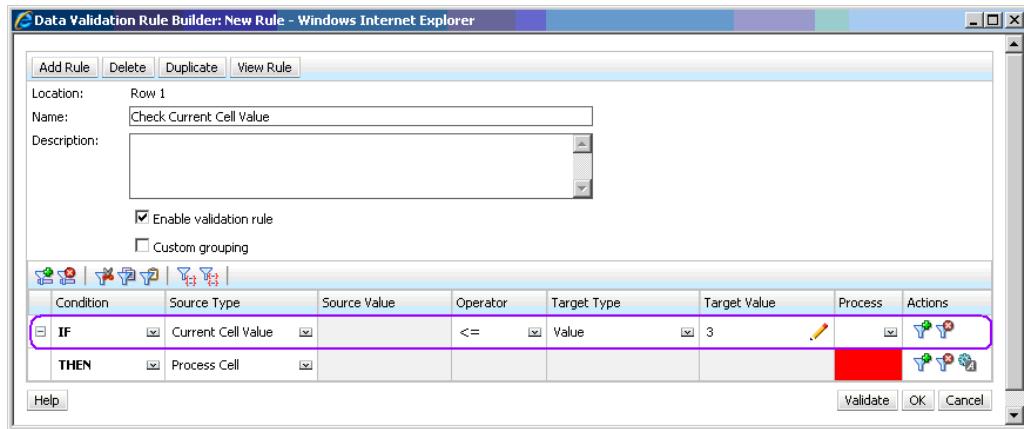 Data Validation Rule Builder: New Rule - Windows Internet Explorer
Add Rule Delete Duplicate View Rule
Location: Row 1
Name: Check Current Cell Value
Description:
Enable validation rule
Custom grouping
Condition Source Type Source Value Operator Target Type Target Value Process Actions
IF Current Cell Value <= Value 3
THEN Process Cell
Help Validate OK Cancel